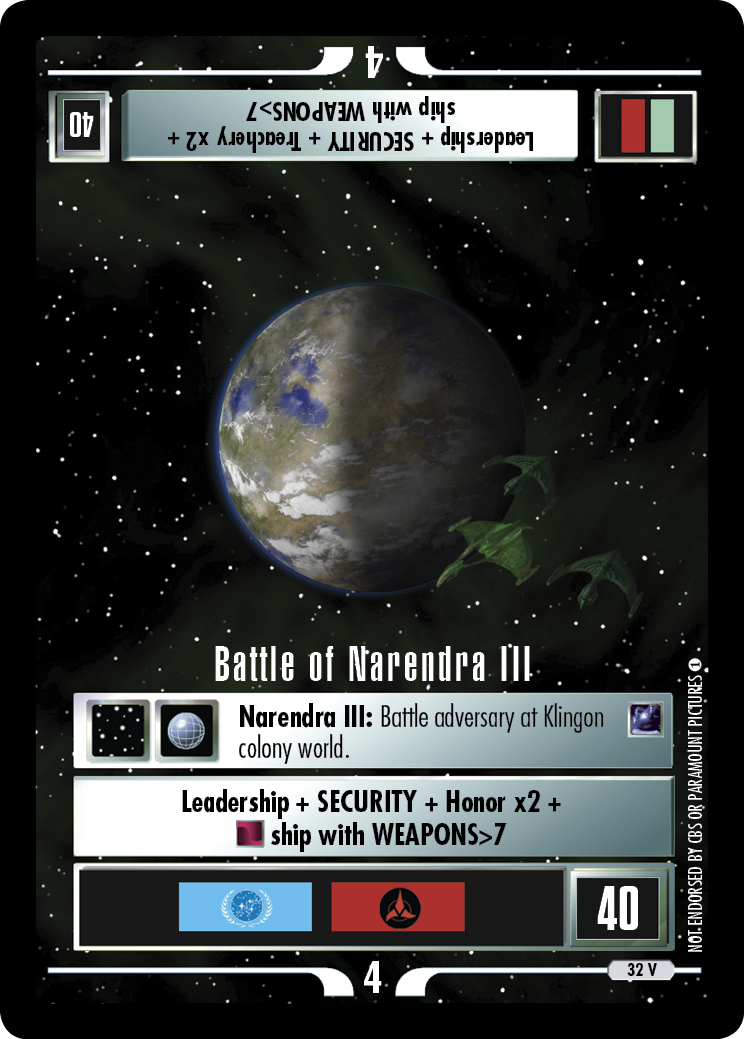 4
40
Leadership + SECURITY + Treachery x2 +
ship with WEAPONS>7
Battle of Narendra III
Narendra III: Battle adversary at Klingon
colony world.
Leadership + SECURITY + Honor x2 +
ship with WEAPONS>7
40
4
32 V
NOT ENDORSED BY CBS OR PARAMOUNT PICTURES 1